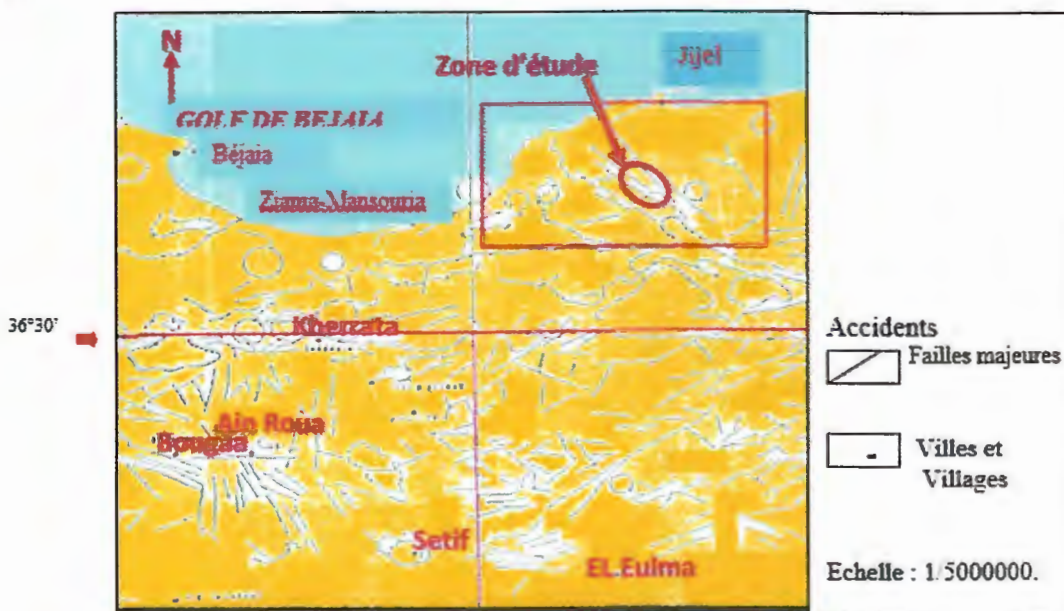 N
Zone d'étude
Jijel
GOLF DE BEJAIA
Béjaia
Ziama-Mansouria
36°30'
Kherrata
Ain Roua
Bougaa
Setif
EL Eulma
Accidents
Failles majeures
Villes et
Villages
Echelle : 1/5000000.